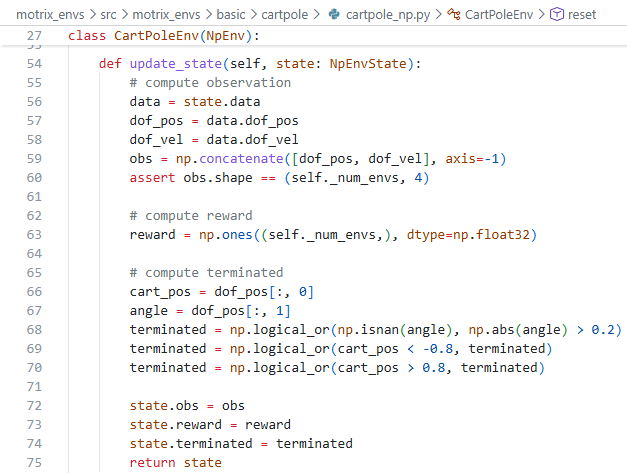 motrix_envs > src > motrix_envs > basic > cartpole > cartpole_np.py > CartPoleEnv > reset
27 class CartPoleEnv(NpEnv):
53
54     def update_state(self, state: NpEnvState):
55         # compute observation
56         data = state.data
57         dof_pos = data.dof_pos
58         dof_vel = data.dof_vel
59         obs = np.concatenate([dof_pos, dof_vel], axis=-1)
60         assert obs.shape == (self._num_envs, 4)
61
62         # compute reward
63         reward = np.ones((self._num_envs,), dtype=np.float32)
64
65         # compute terminated
66         cart_pos = dof_pos[:, 0]
67         angle = dof_pos[:, 1]
68         terminated = np.logical_or(np.isnan(angle), np.abs(angle) > 0.2)
69         terminated = np.logical_or(cart_pos < -0.8, terminated)
70         terminated = np.logical_or(cart_pos > 0.8, terminated)
71
72         state.obs = obs
73         state.reward = reward
74         state.terminated = terminated
75         return state